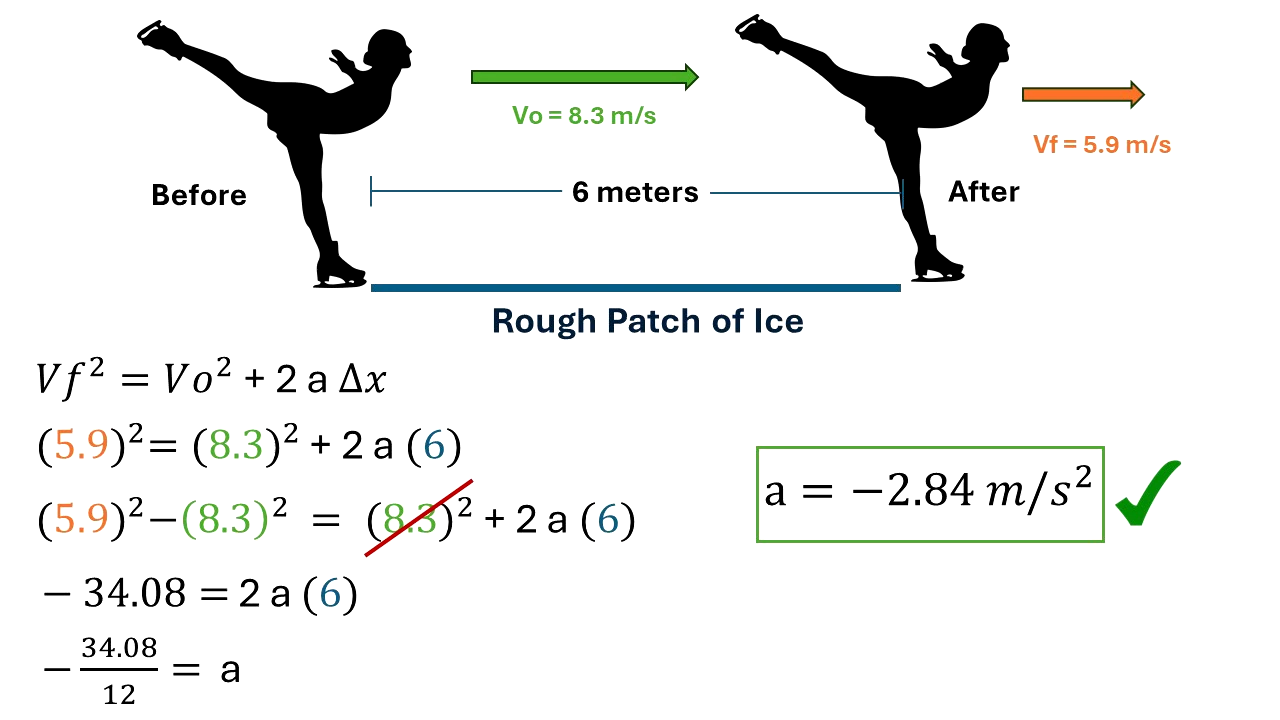 Vo = 8.3 m/s
Vf = 5.9 m/s
Before
6 meters
After
Rough Patch of Ice
Vf² = Vo² + 2 a Δx
(5.9)² = (8.3)² + 2 a (6)
(5.9)² − (8.3)² = (8.3)² + 2 a (6)
− 34.08 = 2 a (6)
− 34.08/12 = a
a = −2.84 m/s²